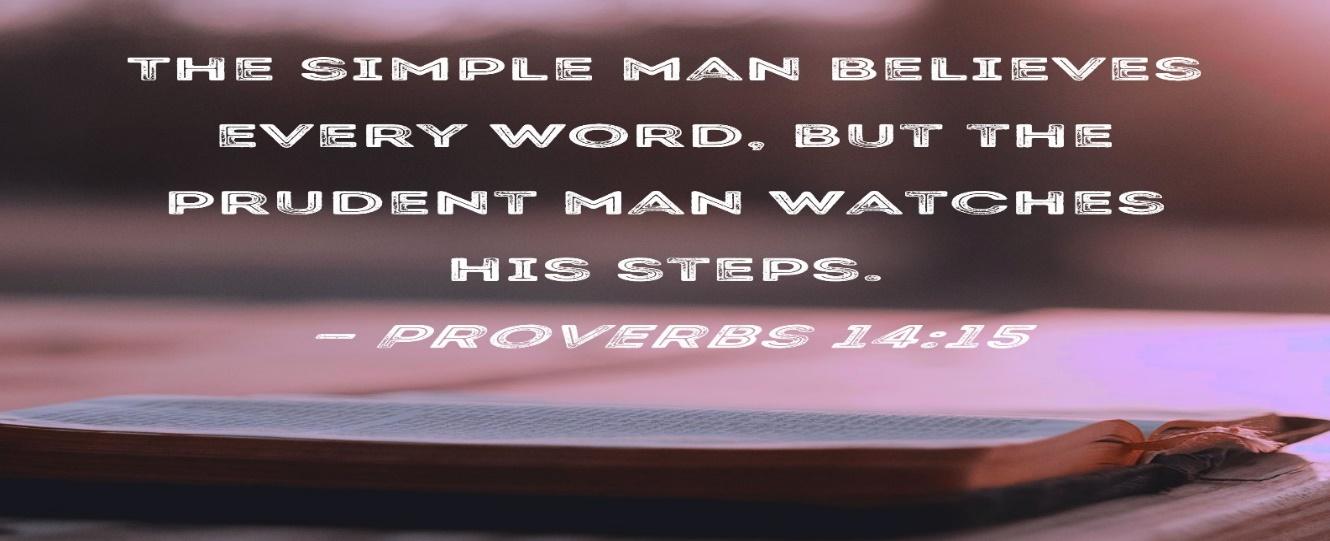 THE SIMPLE MAN BELIEVES
EVERY WORD, BUT THE
PRUDENT MAN WATCHES
HIS STEPS.
– PROVERBS 14:15